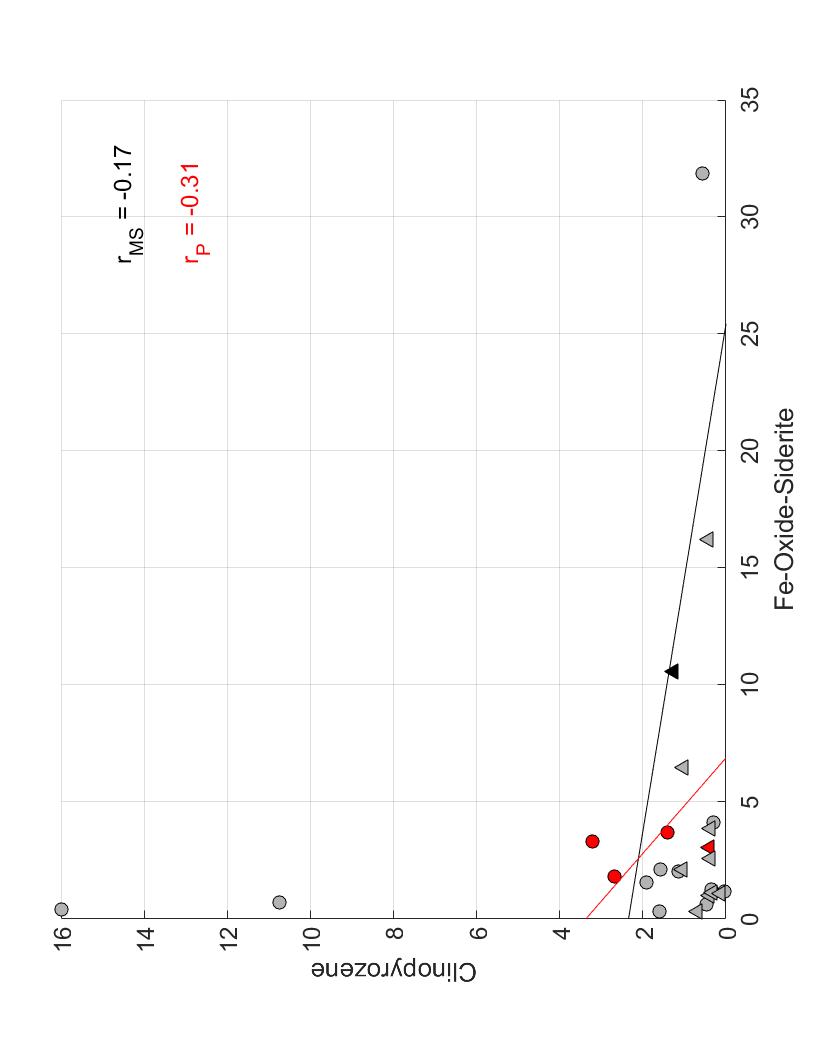 16
14
12
10
8
6
4
2
0
Clinopyrozene
r_MS = -0.17
r_P = -0.31
0 5 10 15 20 25 30 35
Fe-Oxide-Siderite